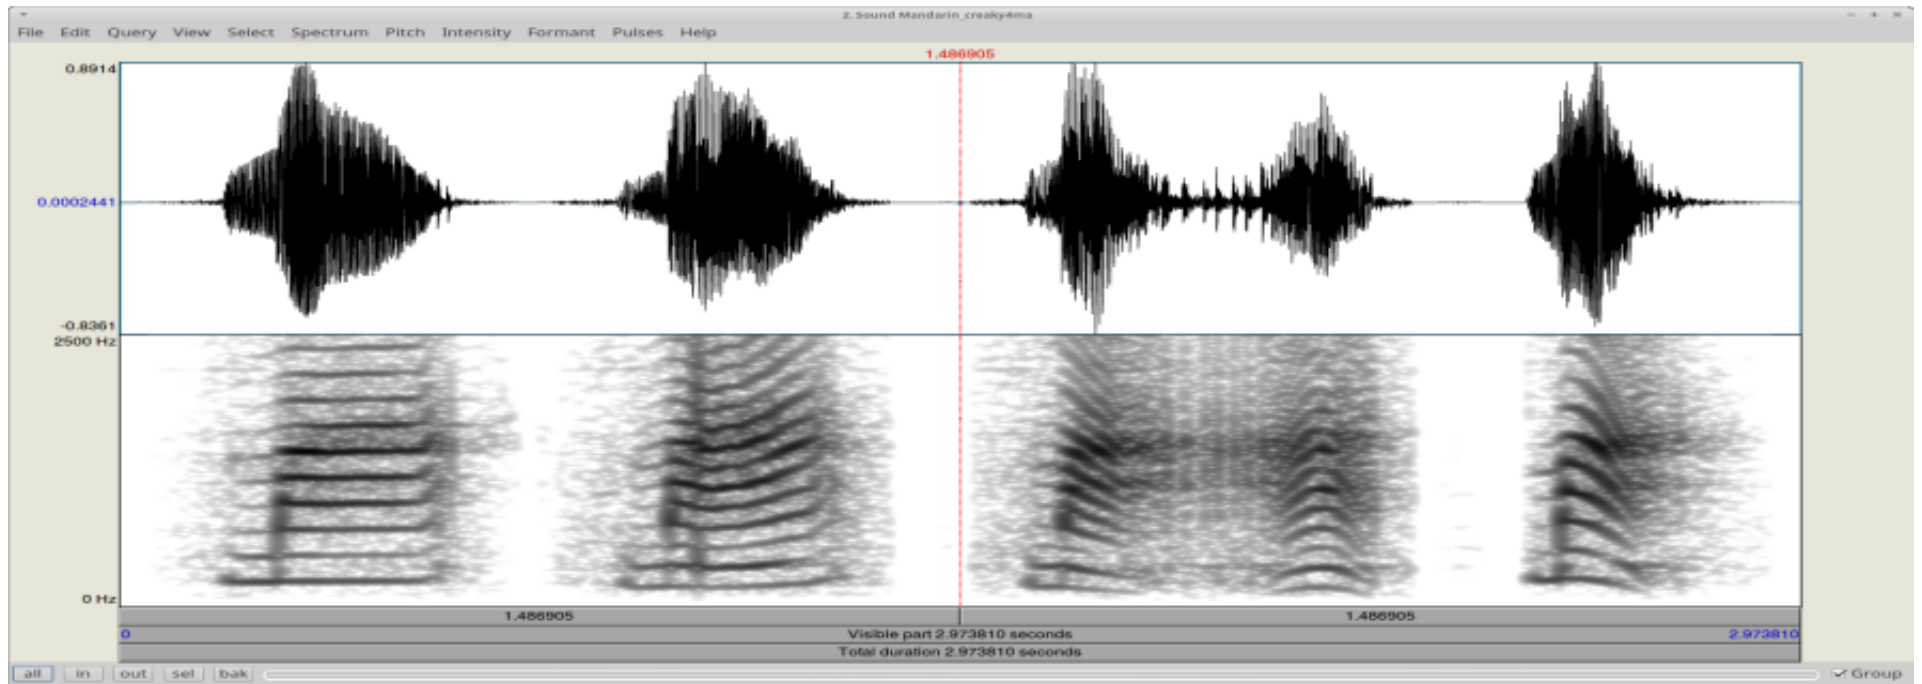 2. Sound Mandarin_creaky4ma
File Edit Query View Select Spectrum Pitch Intensity Formant Pulses Help
1.486905
0.8914
0.0002441
-0.8361
2500 Hz
0 Hz
1.486905 1.486905
0 Visible part 2.973810 seconds 2.973810
Total duration 2.973810 seconds
all in out sel bak Group